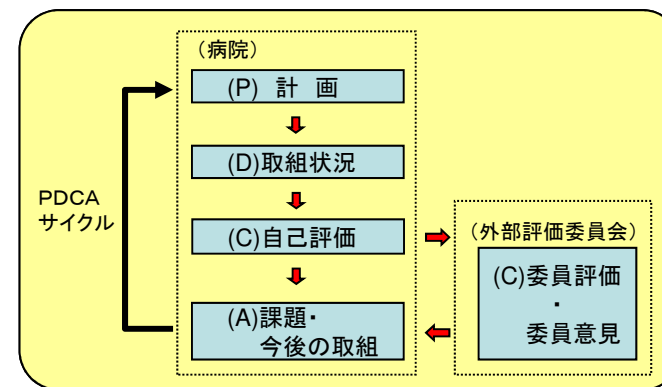 （病院）
(P) 計 画
(D)取組状況
PDCA
サイクル
(C)自己評価
（外部評価委員会）
(C)委員評価
・
委員意見
(A)課題・
今後の取組